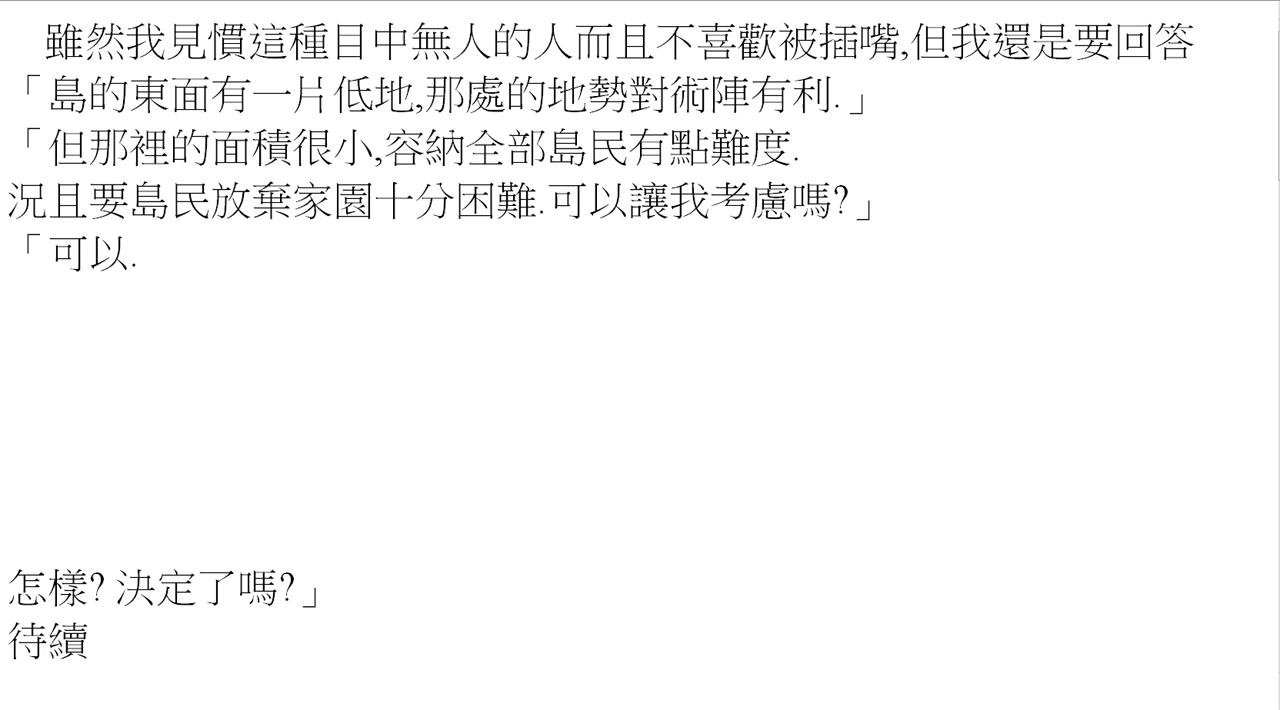 雖然我見慣這種目中無人的人而且不喜歡被插嘴,但我還是要回答
「島的東面有一片低地,那處的地勢對術陣有利.」
「但那裡的面積很小,容納全部島民有點難度.
況且要島民放棄家園十分困難.可以讓我考慮嗎?」
「可以.
怎樣? 決定了嗎?」
待續